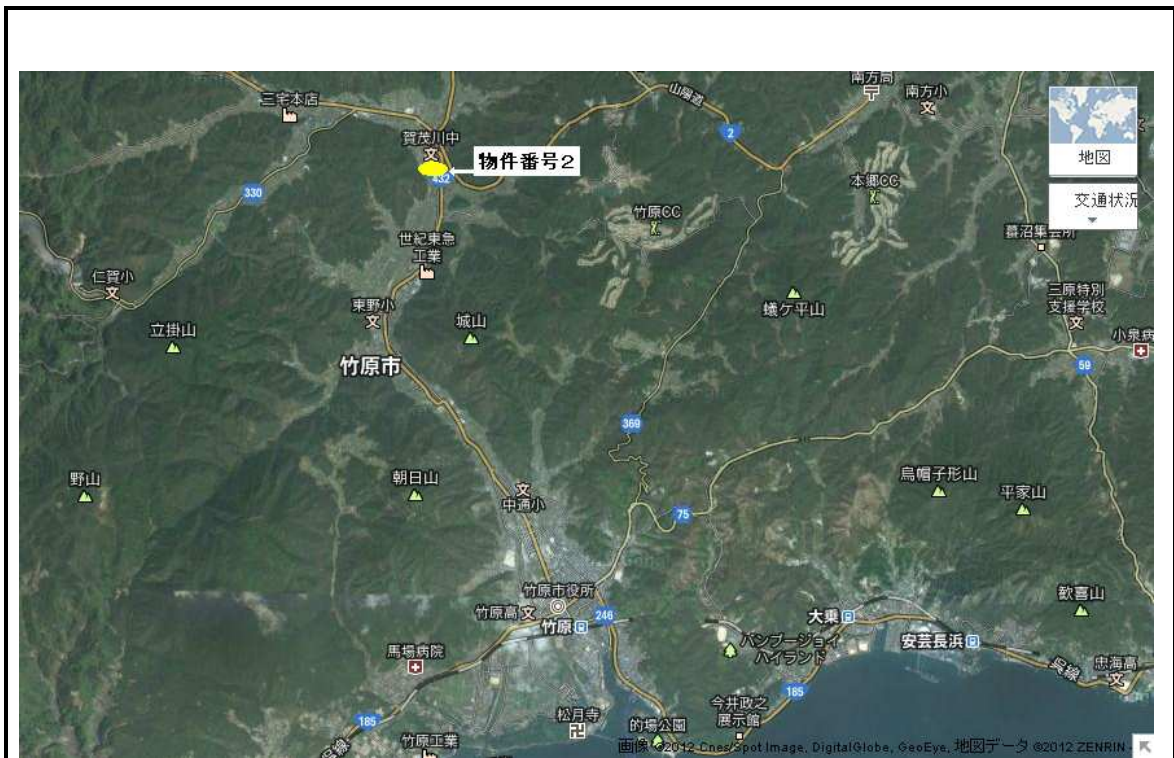 南方局
三宅本店
山陽道
南方小
賀茂川中
2
地図
物件番号2
432
330
本郷CC
交通状況
竹原CC
世紀東急
工業
仁賀小
三原特別
支援学校
東野小
城山
蟻ケ平山
立掛山
小泉病
竹原市
59
369
野山
朝日山
烏帽子形山
平家山
中通小
75
竹原市役所
歓喜山
竹原高
246
大乗
竹原
バンブージョイ
ハイランド
安芸長浜
馬場病院
呉線
忠海高
185
今井政之
展示館
松月寺
的場公園
185
呉線
竹原工業
画像 ©2012 Cnes/Spot Image, DigitalGlobe, GeoEye, 地図データ ©2012 ZENRIN -